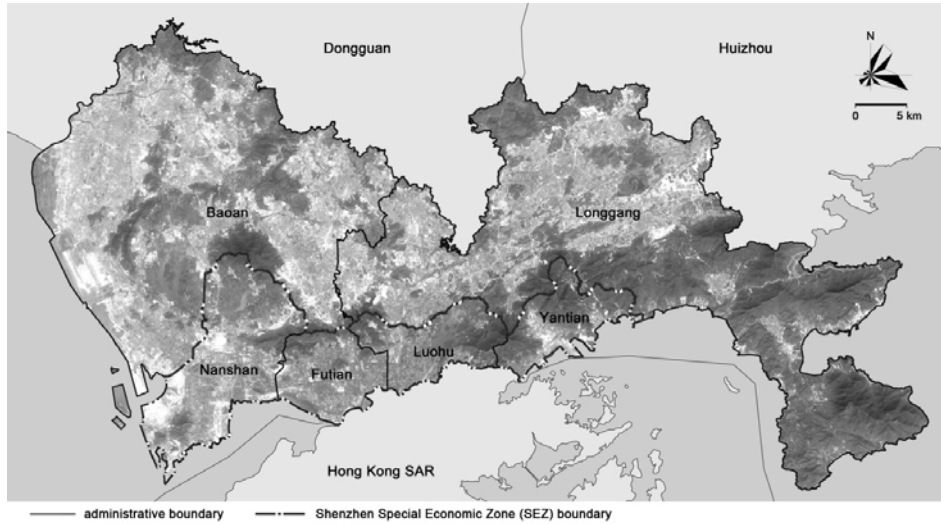 Dongguan
Huizhou
N
0 5 km
Baoan
Longgang
Yantian
Luohu
Nanshan
Futian
Hong Kong SAR
administrative boundary
Shenzhen Special Economic Zone (SEZ) boundary